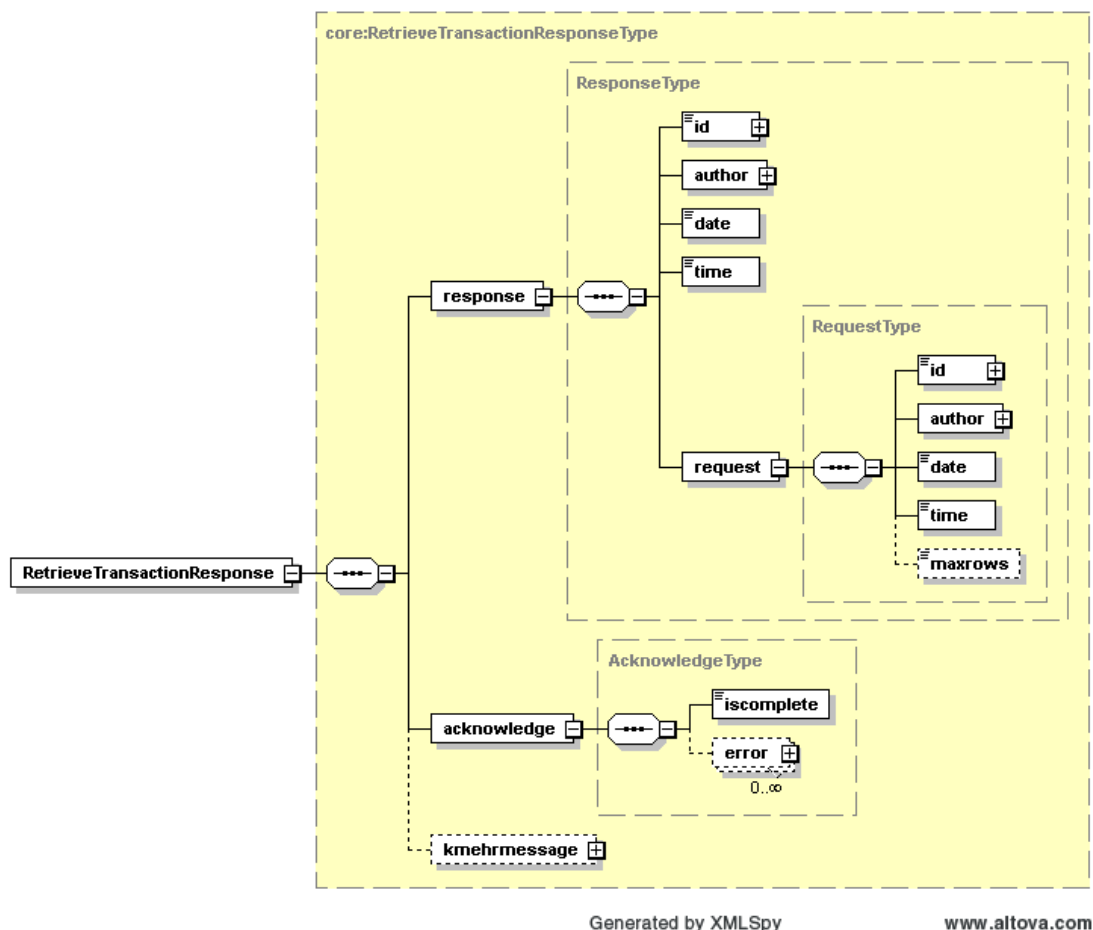 core:RetrieveTransactionResponseType
ResponseType
id
author
date
time
response
RequestType
id
author
date
time
maxrows
request
RetrieveTransactionResponse
AcknowledgeType
iscomplete
error
0..∞
acknowledge
kmehrmessage
Generated by XMLSpy www.altova.com